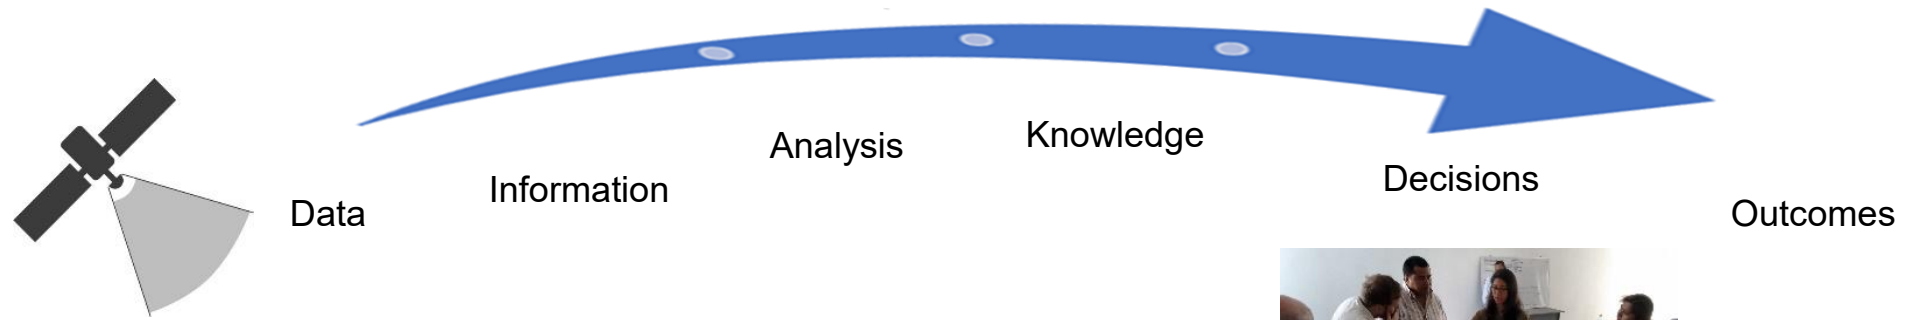 Data
Information
Analysis
Knowledge
Decisions
Outcomes